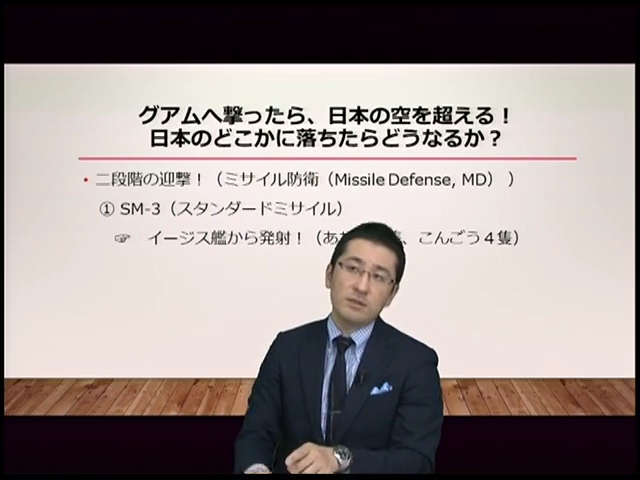 グアムへ撃ったら、日本の空を超える！
日本のどこかに落ちたらどうなるか？
・二段階の迎撃！（ミサイル防衛（Missile Defense, MD））
① SM-3（スタンダードミサイル）
☞ イージス艦から発射！（あ、こんごう４隻）